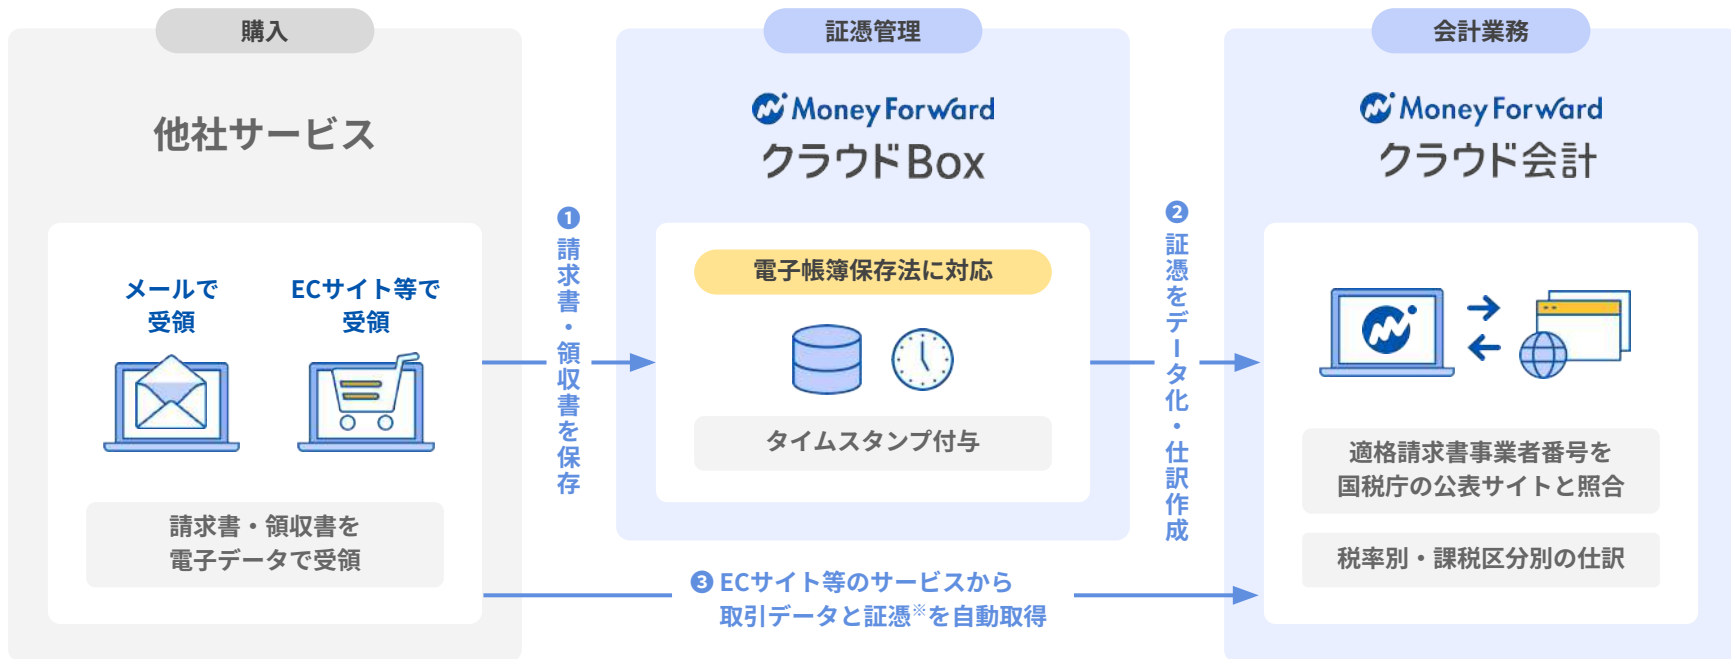 購入
他社サービス
メールで
受領
ECサイト等で
受領
請求書・領収書を
電子データで受領
❶請求書・領収書を保存
証憑管理
Money Forward
クラウドBox
電子帳簿保存法に対応
タイムスタンプ付与
❷証憑をデータ化・仕訳作成
❸ECサイト等のサービスから
取引データと証憑※を自動取得
会計業務
Money Forward
クラウド会計
適格請求書事業者番号を
国税庁の公表サイトと照合
税率別・課税区分別の仕訳